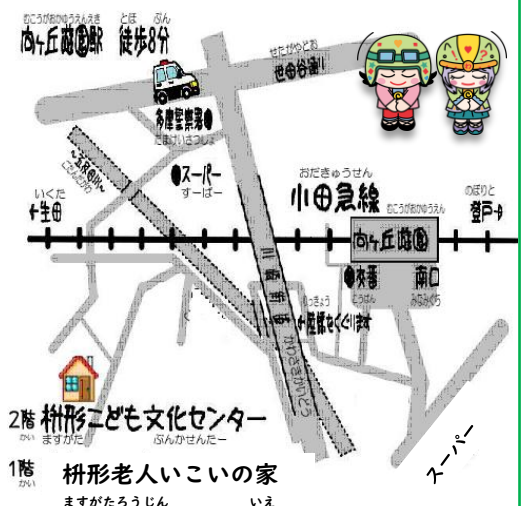 むこうがおかゆうえんえき とほ ぷん
向ヶ丘遊園駅 徒歩8分
せたがやどお
世田谷通り
多摩警察署
たまけいさつしょ
スーパー
すーぱー
おだきゅうせん
小田急線
いくた
←生田
むこうがおかゆうえん
向ヶ丘遊園
のぼりと
登戸→
交番
こうばん
南口
みなみぐち
かわさきかいどう
←陸橋をくぐります
2階 枡形こども文化センター
かい ますがた ぶんかせんたー
スーパー
1階 枡形老人いこいの家
かい ますがたろうじん いえ